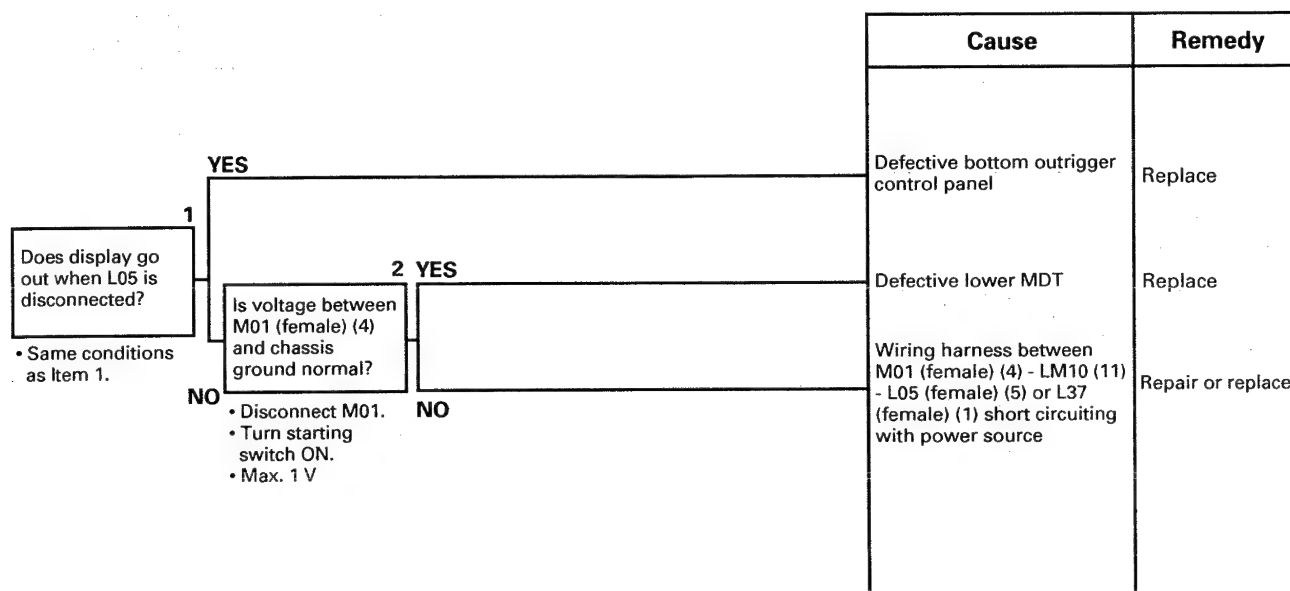 Cause
Remedy
YES
Defective bottom outrigger
control panel
Replace
1
Does display go
out when L05 is
disconnected?
• Same conditions
as Item 1.
NO
2
YES
Is voltage between
M01 (female) (4)
and chassis
ground normal?
• Disconnect M01.
• Turn starting
switch ON.
• Max. 1 V
Defective lower MDT
Replace
NO
Wiring harness between
M01 (female) (4) - LM10 (11)
- L05 (female) (5) or L37
(female) (1) short circuiting
with power source
Repair or replace